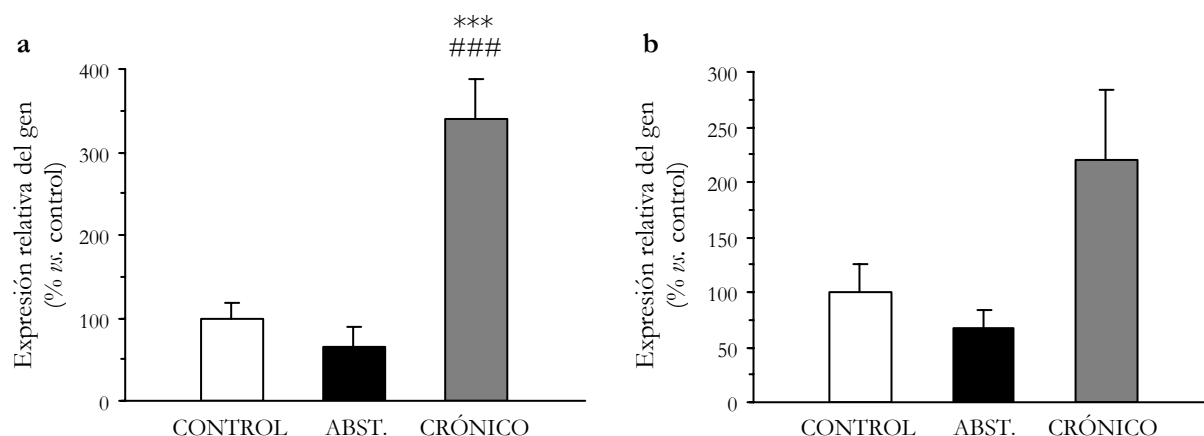 a
***
###
Expresión relativa del gen
(% vs. control)
400
300
200
100
0
CONTROL ABST. CRÓNICO
b
Expresión relativa del gen
(% vs. control)
300
250
200
150
100
50
0
CONTROL ABST. CRÓNICO